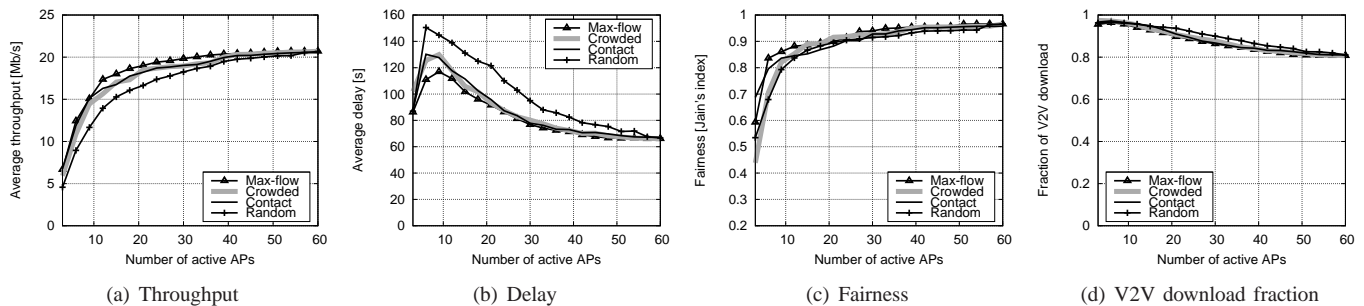 Average throughput [Mb/s]
25
20
15
10
5
0
10 20 30 40 50 60
Number of active APs
Max-flow
Crowded
Contact
Random
(a) Throughput
Average delay [s]
160
140
120
100
80
60
40
20
0
10 20 30 40 50 60
Number of active APs
Max-flow
Crowded
Contact
Random
(b) Delay
Fairness [Jain's index]
1
0.9
0.8
0.7
0.6
0.5
0.4
0.3
0.2
10 20 30 40 50 60
Number of active APs
Max-flow
Crowded
Contact
Random
(c) Fairness
Fraction of V2V download
1
0.8
0.6
0.4
0.2
0
10 20 30 40 50 60
Number of active APs
Max-flow
Crowded
Contact
Random
(d) V2V download fraction